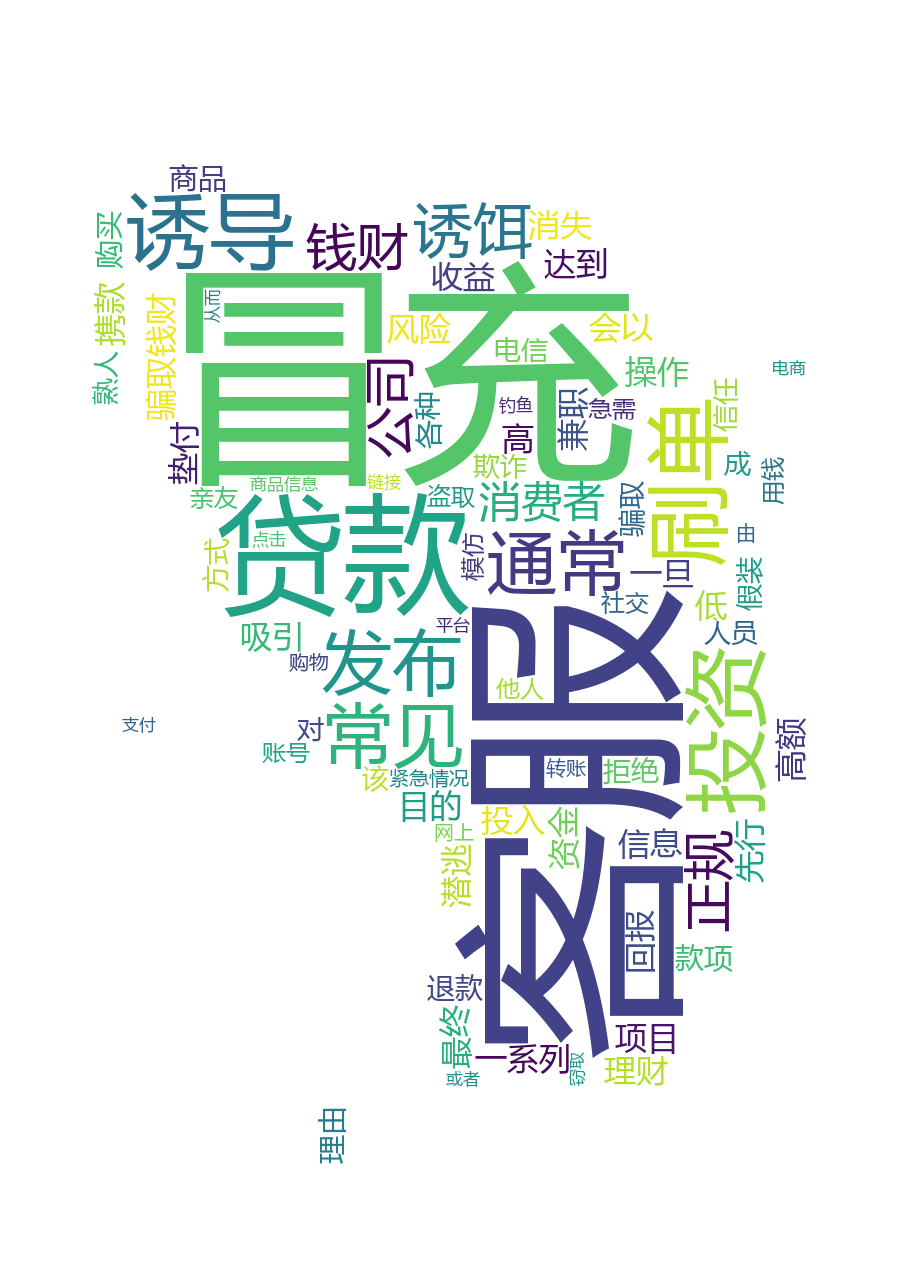 商品
诱导
诱饵
消失
购买
钱财
达到
收益
携款
从而
骗取钱财
冒充
风险
会以
电信
操作
电商
熟人
公司
各种
钓鱼
兼职
急需
信任
刷单
垫付
高
欺诈
成
用钱
亲友
商品信息
链接
盗取
消费者
骗取
贷款
点击
方式
模仿
通常
一旦
由
假装
社交
低
吸引
平台
人员
购物
发布
客服
他人
投资
支付
对
常见
高额
账号
该
紧急情况
转账
拒绝
目的
投入
资金
信息
正规
先行
网上
潜逃
回报
款项
退款
最终
一系列
项目
窃取
理财
或者
理由